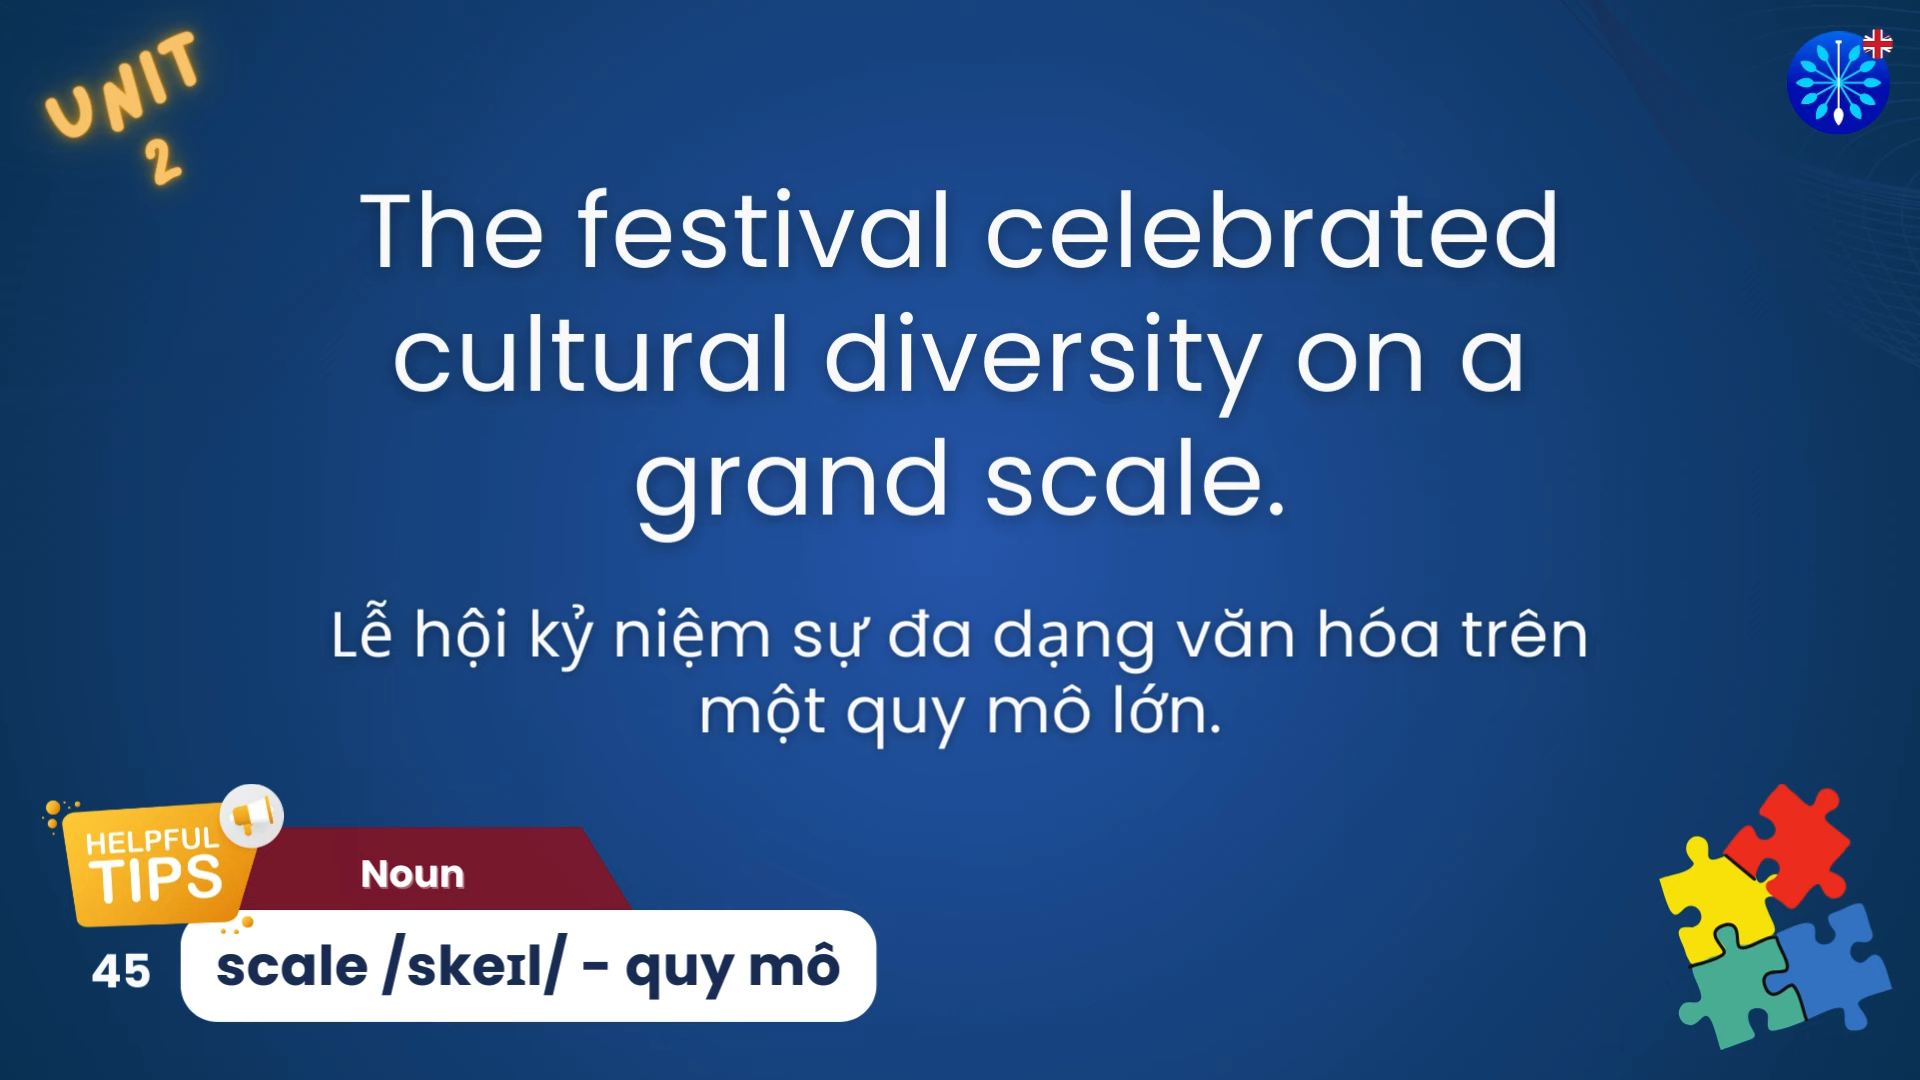 UNIT
2
The festival celebrated
cultural diversity on a
grand scale.
Lễ hội kỷ niệm sự đa dạng văn hóa trên
một quy mô lớn.
HELPFUL
TIPS
Noun
45
scale /skeɪl/ - quy mô